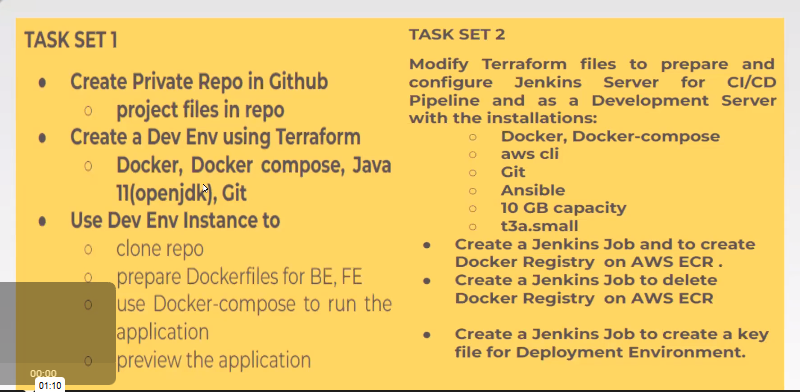 TASK SET 1
● Create Private Repo in Github
○ project files in repo
● Create a Dev Env using Terraform
○ Docker, Docker compose, Java
11(openjdk), Git
● Use Dev Env Instance to
○ clone repo
○ prepare Dockerfiles for BE, FE
○ use Docker-compose to run the
application
○ preview the application
TASK SET 2
Modify Terraform files to prepare and
configure Jenkins Server for CI/CD
Pipeline and as a Development Server
with the installations:
○ Docker, Docker-compose
○ aws cli
○ Git
○ Ansible
○ 10 GB capacity
○ t3a.small
● Create a Jenkins Job and to create
Docker Registry on AWS ECR .
● Create a Jenkins Job to delete
Docker Registry on AWS ECR
● Create a Jenkins Job to create a key
file for Deployment Environment.
00:00
01:10